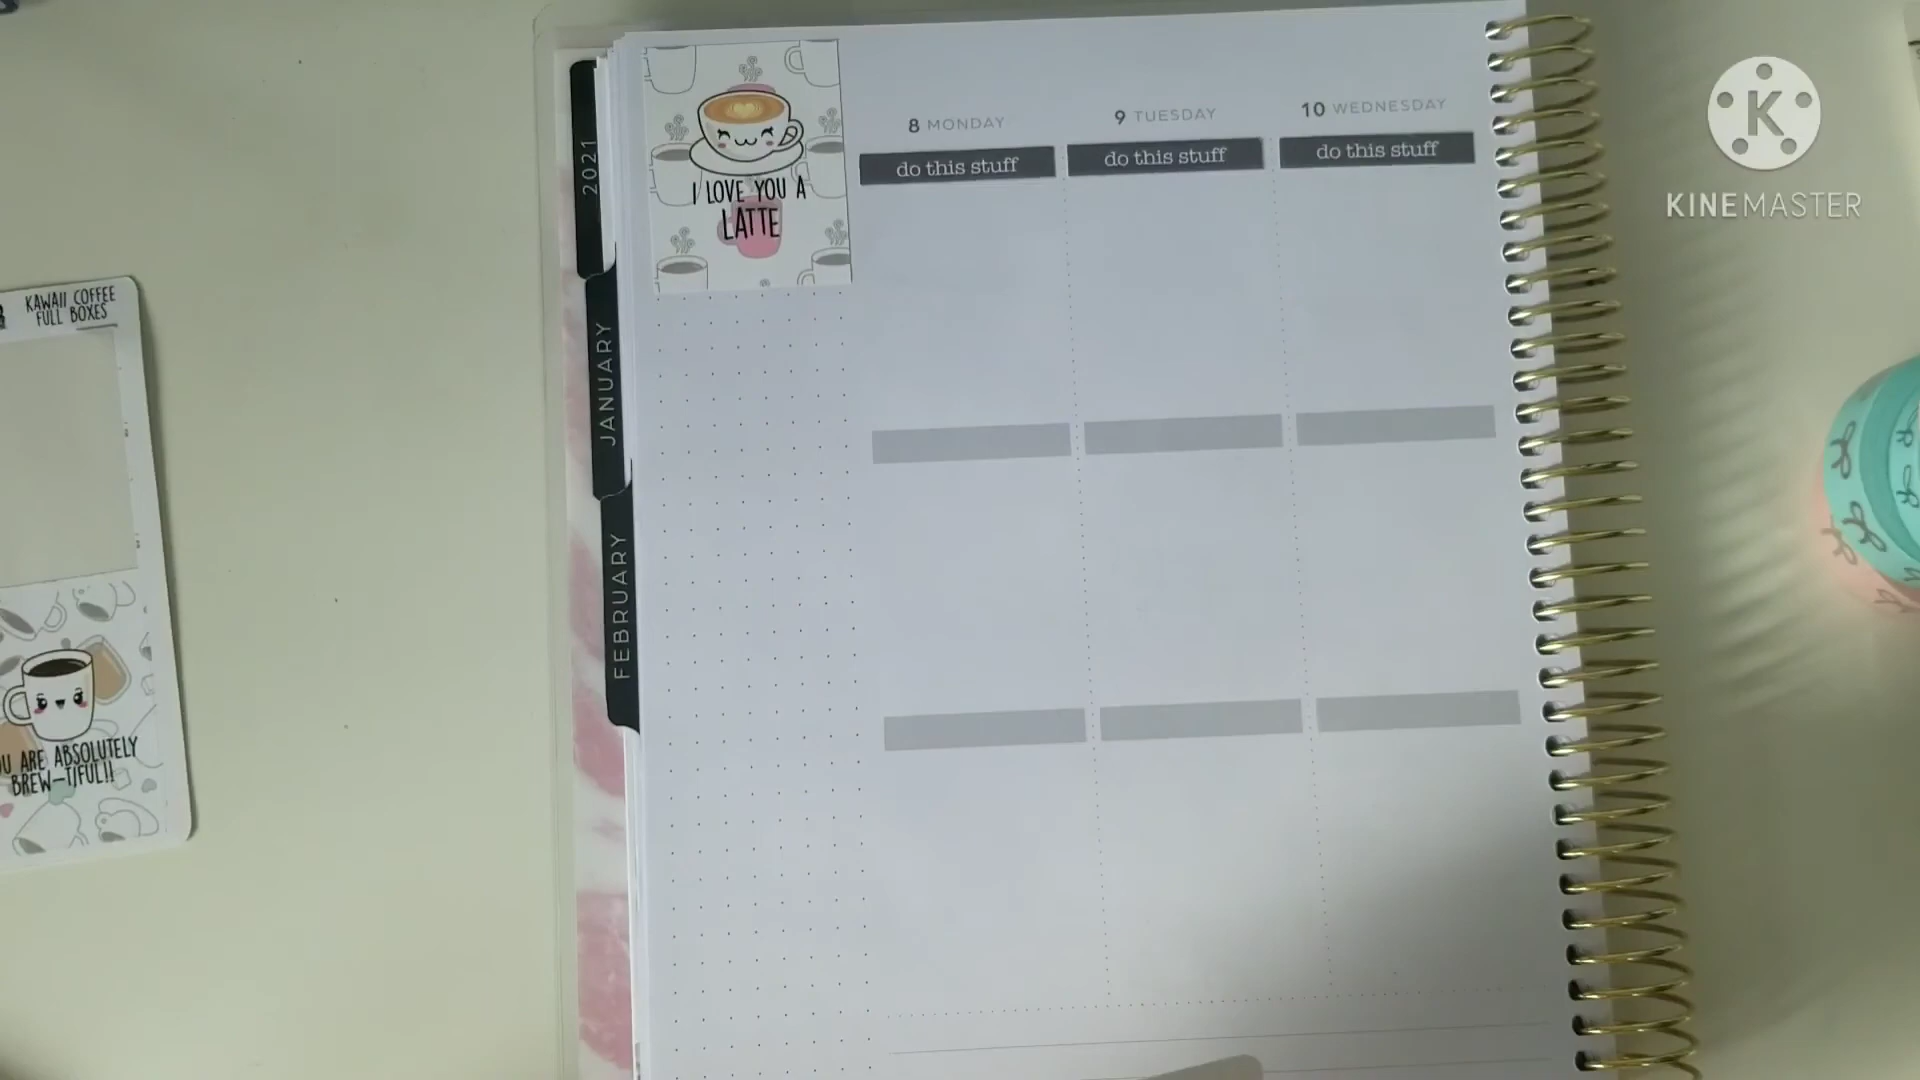 8 MONDAY
9 TUESDAY
10 WEDNESDAY
do this stuff
do this stuff
do this stuff
I LOVE YOU A
LATTE
2021
JANUARY
FEBRUARY
KAWAII COFFEE
FULL BOXES
ARE ABSOLUTELY
BREW-TIFUL!!
K
KINEMASTER